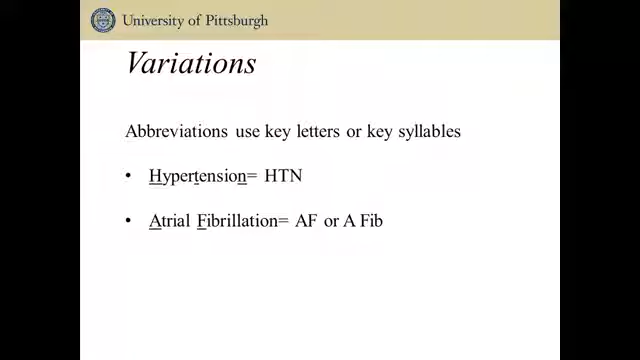 University of Pittsburgh
Variations
Abbreviations use key letters or key syllables
• Hypertension= HTN
• Atrial Fibrillation= AF or A Fib